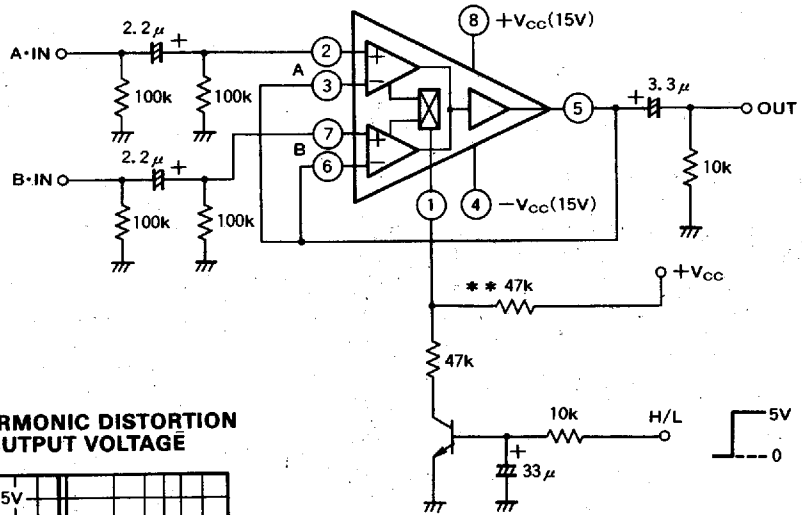 2.2μ +
A·IN
100k
100k
2
A
3
8 +VCC(15V)
+
−
7
B
6
+
−
5
+ 3.3μ
OUT
10k
2.2μ +
B·IN
100k
100k
1
4 −VCC(15V)
+VCC
** 47k
47k
RMONIC DISTORTION
UTPUT VOLTAGE
10k
H/L
5V
0
+
33μ
5V